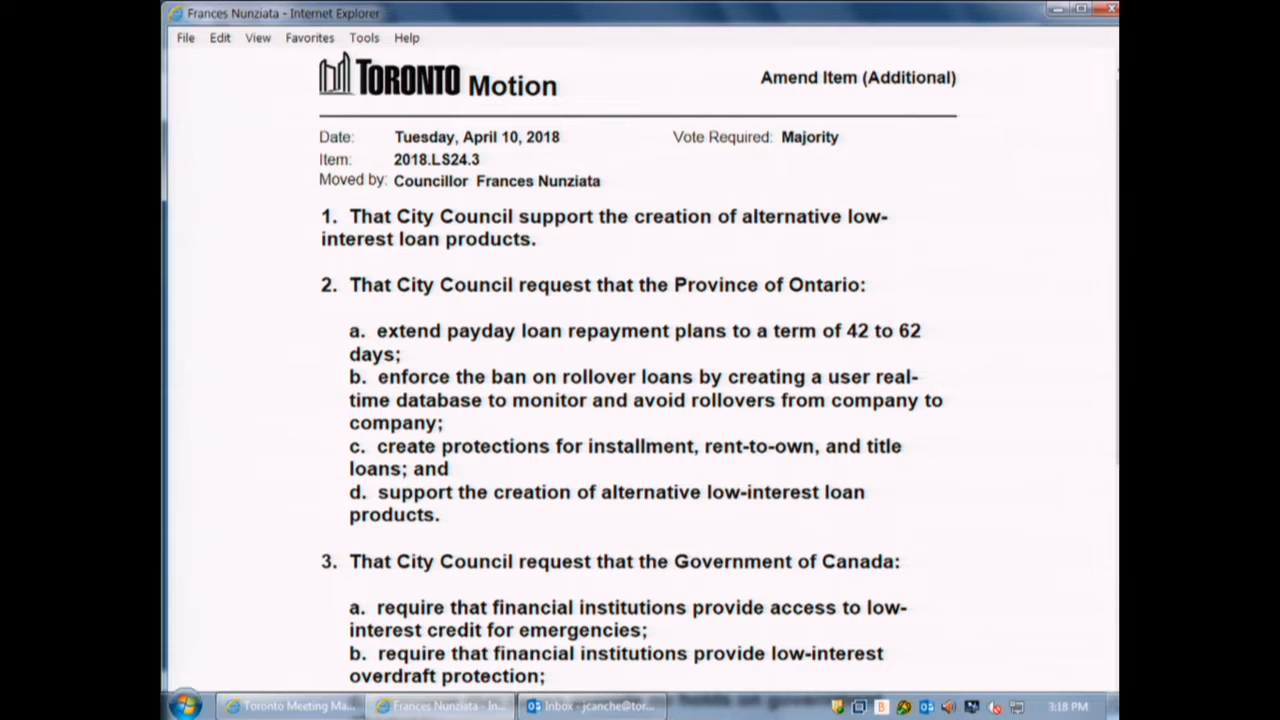 Frances Nunziata - Internet Explorer
File Edit View Favorites Tools Help
TORONTO Motion
Amend Item (Additional)
Date: Tuesday, April 10, 2018
Vote Required: Majority
Item: 2018.LS24.3
Moved by: Councillor Frances Nunziata
1. That City Council support the creation of alternative low-
interest loan products.
2. That City Council request that the Province of Ontario:
a. extend payday loan repayment plans to a term of 42 to 62
days;
b. enforce the ban on rollover loans by creating a user real-
time database to monitor and avoid rollovers from company to
company;
c. create protections for installment, rent-to-own, and title
loans; and
d. support the creation of alternative low-interest loan
products.
3. That City Council request that the Government of Canada:
a. require that financial institutions provide access to low-
interest credit for emergencies;
b. require that financial institutions provide low-interest
overdraft protection;
Toronto Meeting Ma... Frances Nunziata - In... Inbox - jcanche@tor... 3:18 PM